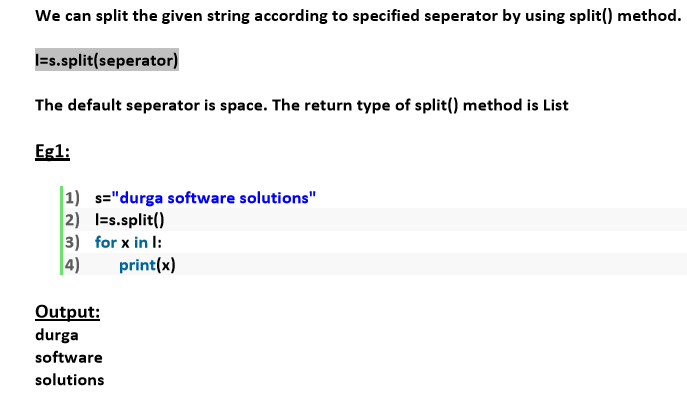 We can split the given string according to specified seperator by using split() method.
l=s.split(seperator)
The default seperator is space. The return type of split() method is List
Eg1:
1) s="durga software solutions"
2) l=s.split()
3) for x in l:
4) print(x)
Output:
durga
software
solutions